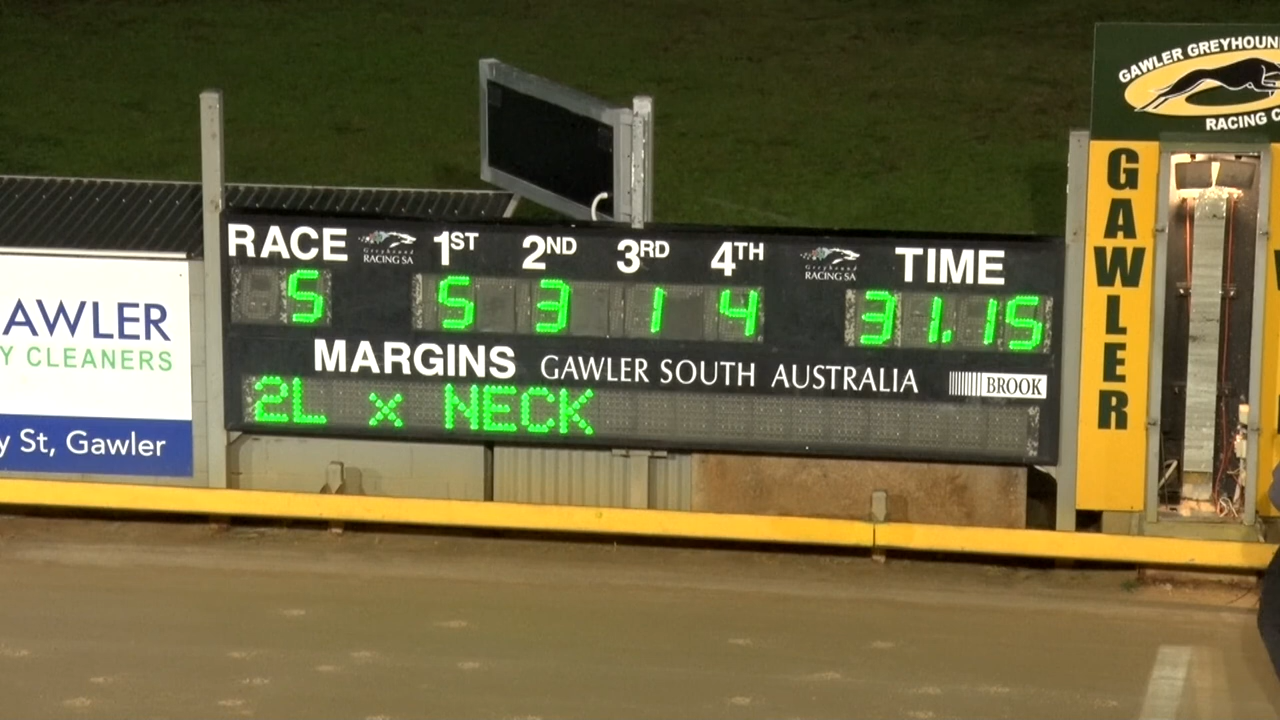 GAWLER GREYHOUN
RACING C
GAWLER
RACE Greyhound RACING SA 1ST 2ND 3RD 4TH Greyhound RACING SA TIME
5 5 3 1 4 31.15
MARGINS GAWLER SOUTH AUSTRALIA BROOK
2L x NECK
AWLER
Y CLEANERS
y St, Gawler